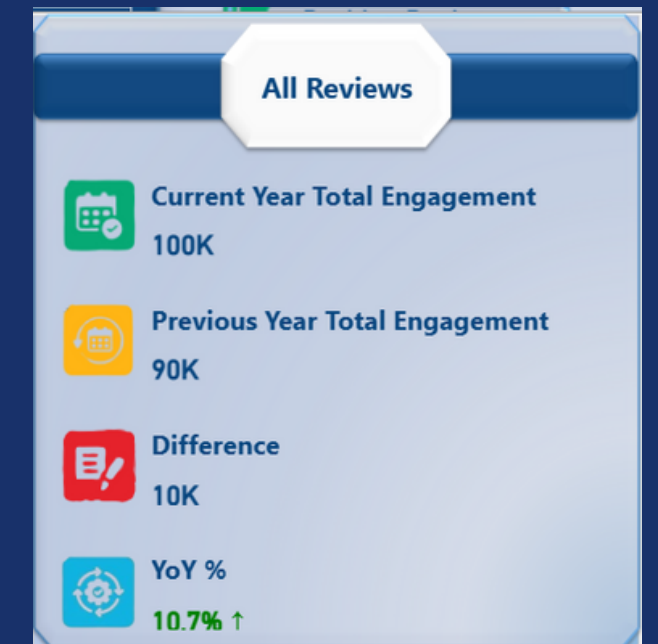 All Reviews
Current Year Total Engagement
100K
Previous Year Total Engagement
90K
Difference
10K
YoY %
10.7% ↑